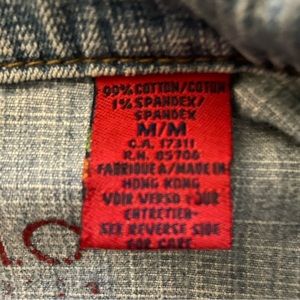 99% COTTON/COTON
1% SPANDEX/
SPANDEX
M/M
C.A. 17311
R.N. 85706
FABRIQUE A/MADE IN
HONG KONG
VOIR VERSO POUR
ENTRETIEN-
SEE REVERSE SIDE
FOR CARE